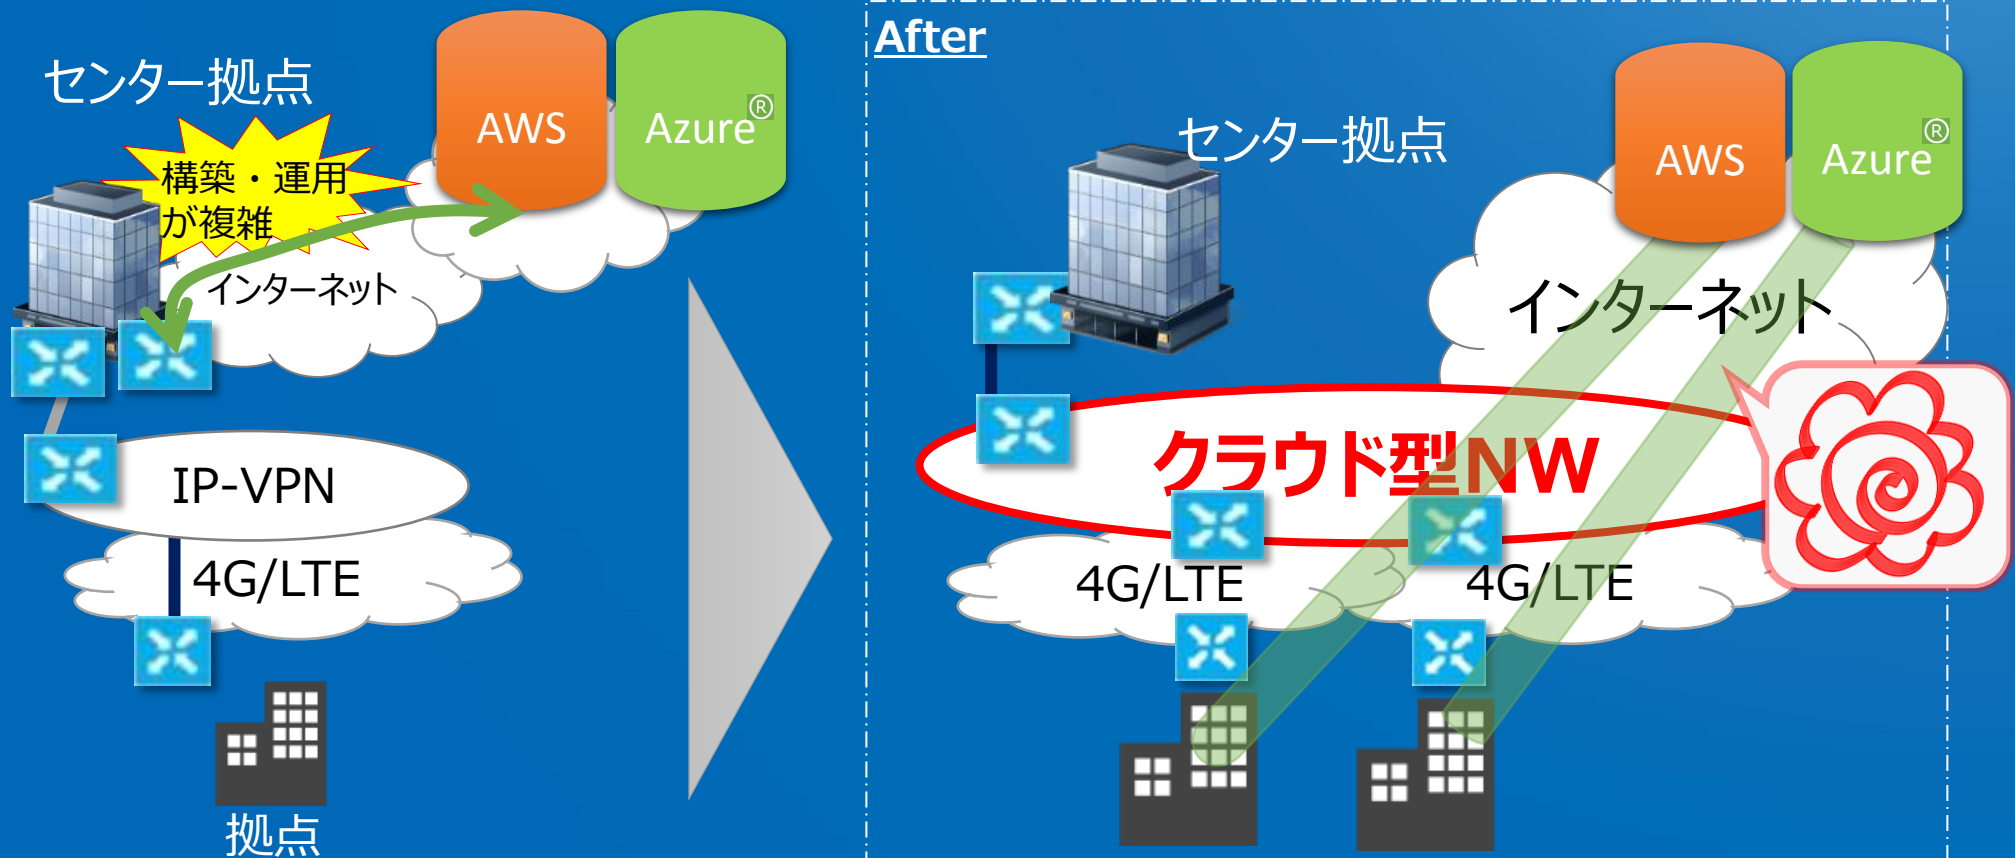 センター拠点
AWS
Azure®
構築・運用
が複雑
インターネット
IP-VPN
4G/LTE
拠点
After
センター拠点
AWS
Azure®
インターネット
クラウド型NW
4G/LTE
4G/LTE